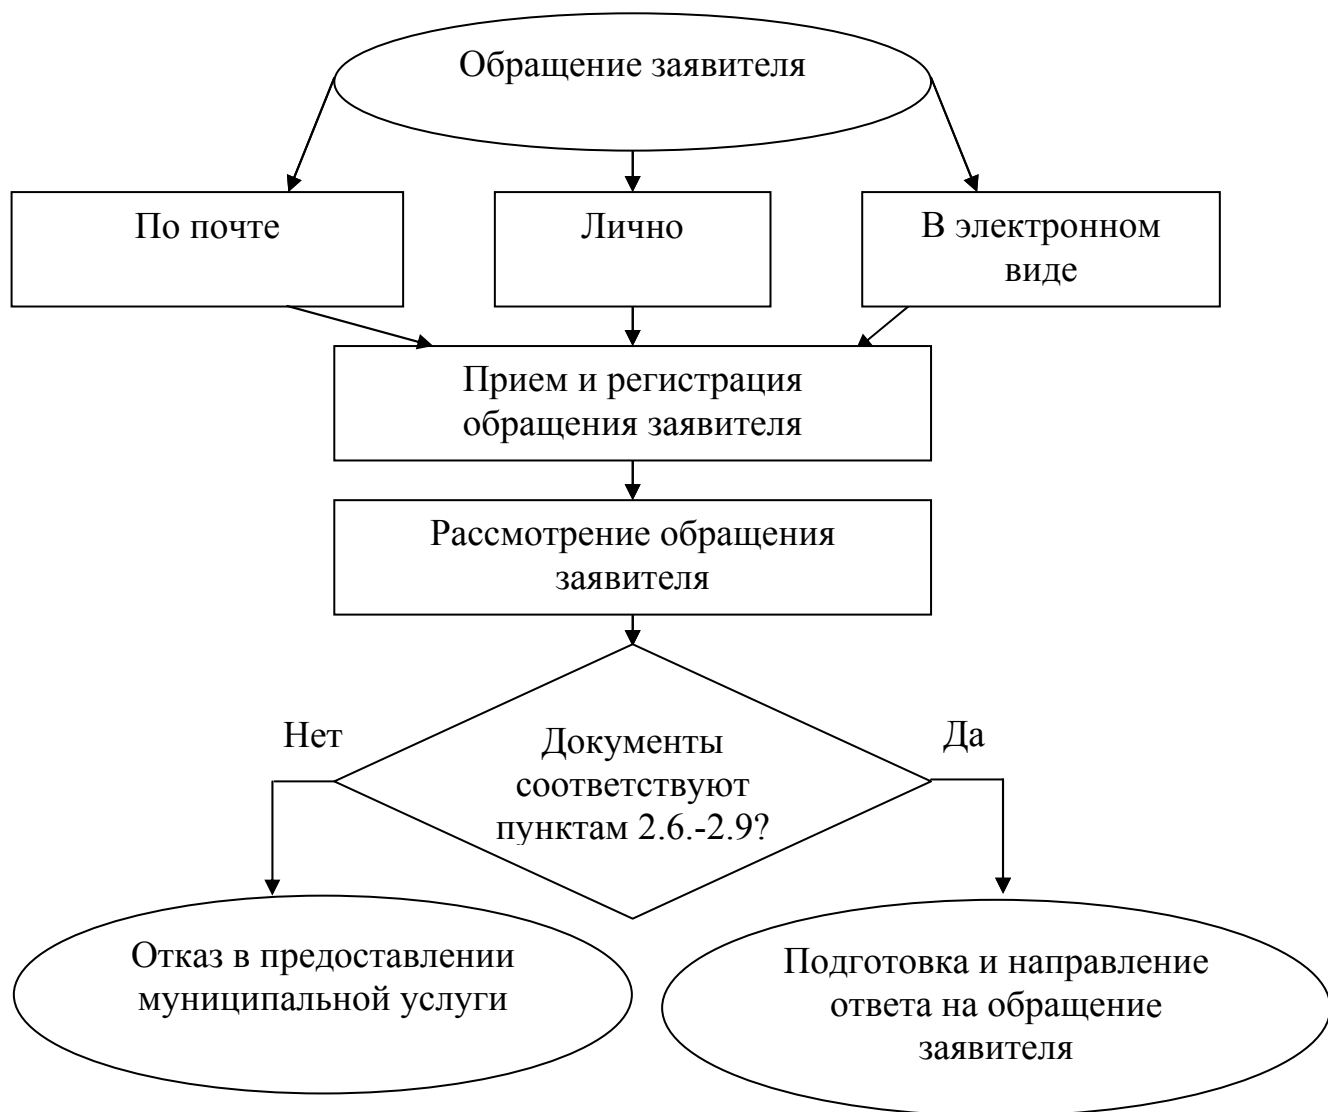 Обращение заявителя
По почте
Лично
В электронном
виде
Прием и регистрация
обращения заявителя
Рассмотрение обращения
заявителя
Нет
Да
Документы
соответствуют
пунктам 2.6.-2.9?
Отказ в предоставлении
муниципальной услуги
Подготовка и направление
ответа на обращение
заявителя